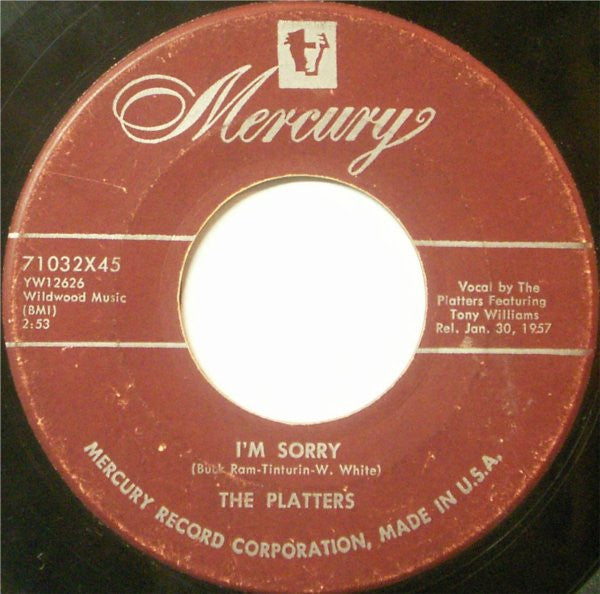 Mercury
71032X45
YW12626
Wildwood Music
(BMI)
2:53
Vocal by The
Platters Featuring
Tony Williams
Rel. Jan. 30, 1957
I'M SORRY
(Buck Ram-Tinturin-W. White)
THE PLATTERS
MERCURY RECORD CORPORATION, MADE IN U.S.A.